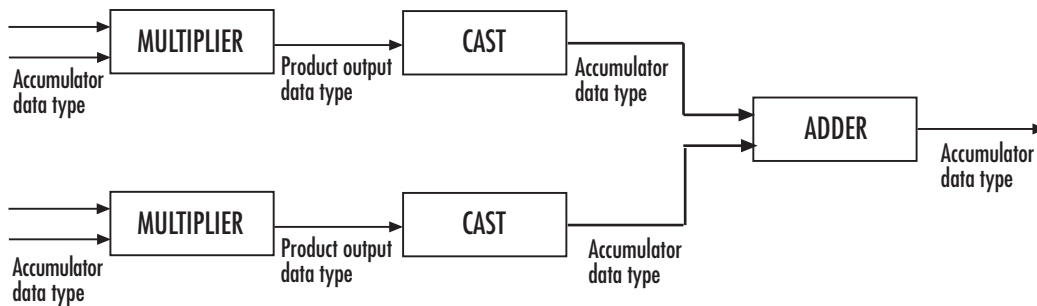 MULTIPLIER
CAST
Accumulator
data type
Product output
data type
Accumulator
data type
ADDER
Accumulator
data type
MULTIPLIER
CAST
Accumulator
data type
Product output
data type
Accumulator
data type